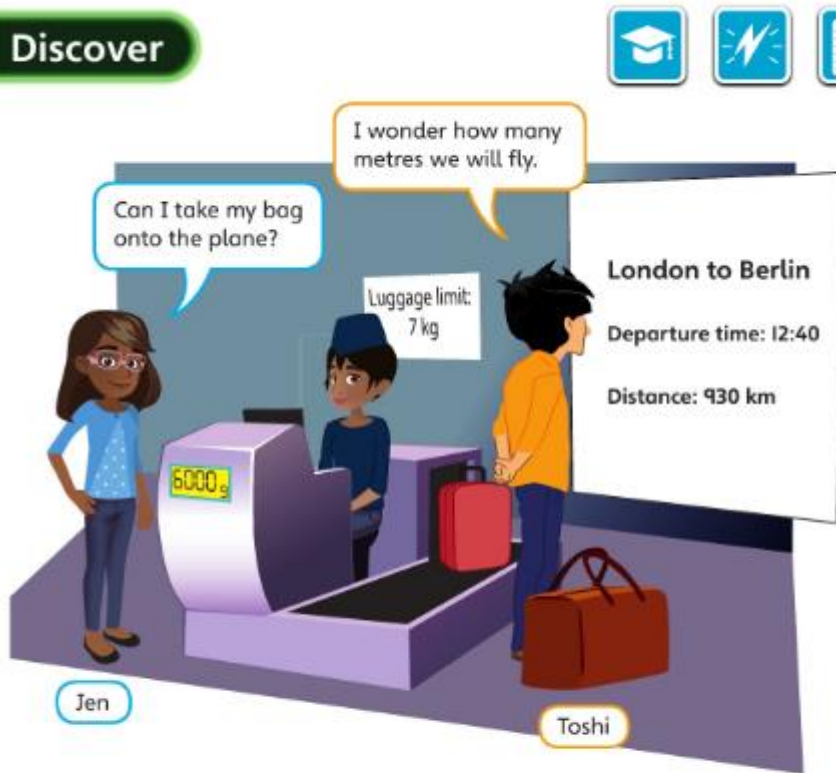 Discover
I wonder how many
metres we will fly.
Can I take my bag
onto the plane?
Luggage limit:
7 kg
London to Berlin
Departure time: 12:40
Distance: 930 km
6000 g
Jen
Toshi